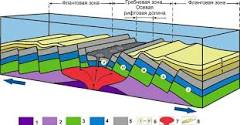 Фланговая зона
Гребневая зона
Фланговая зона
Осевая
рифтовая долина
1 2 3 4 5 6 7 8